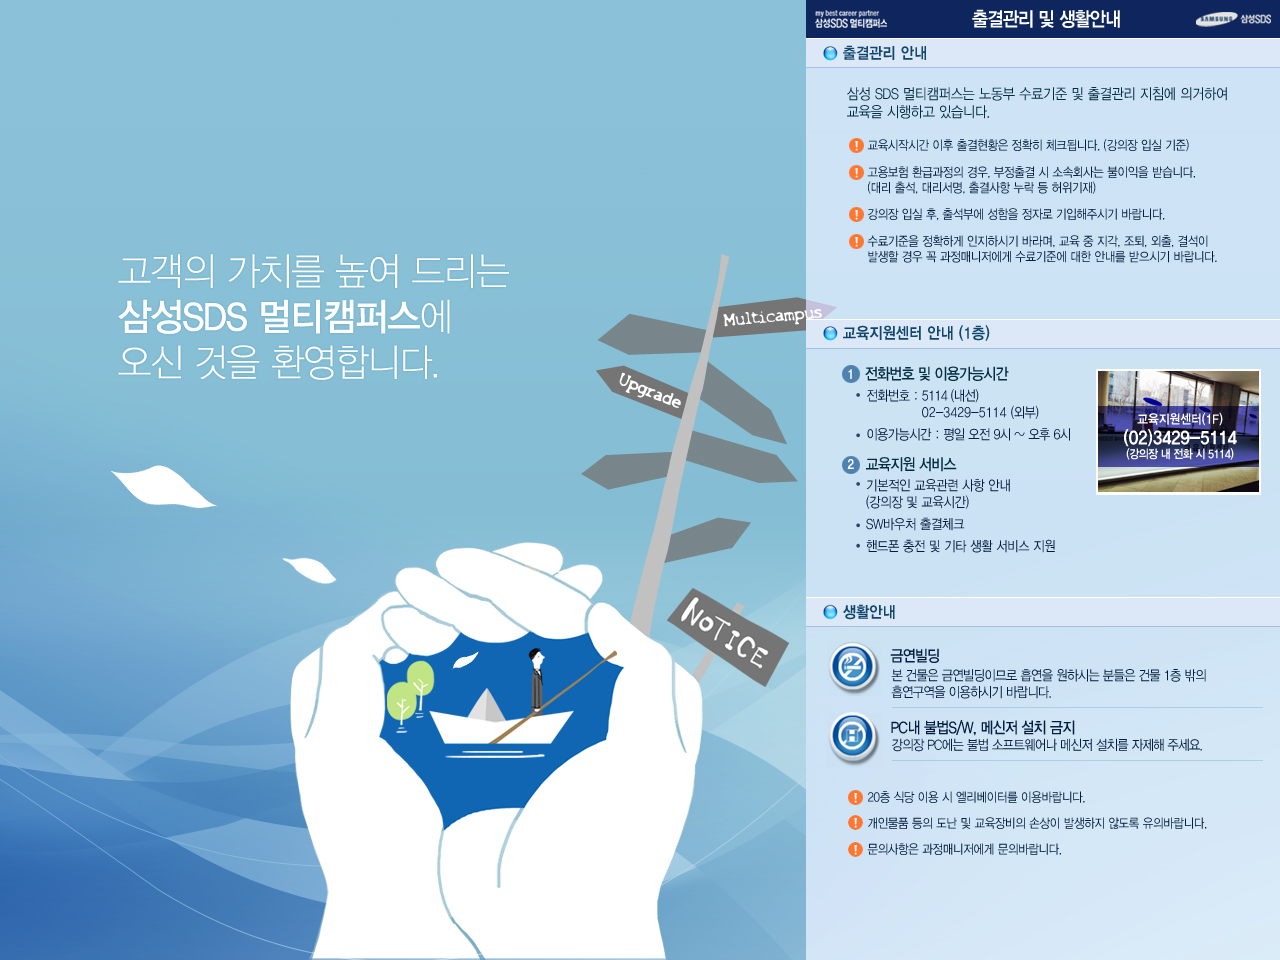 고객의 가치를 높여 드리는
삼성SDS 멀티캠퍼스에
오신 것을 환영합니다.
Multicampus
Upgrade
NOTICE
my best career partner
삼성SDS 멀티캠퍼스
출결관리 및 생활안내
SAMSUNG 삼성SDS
출결관리 안내
삼성 SDS 멀티캠퍼스는 노동부 수료기준 및 출결관리 지침에 의거하여
교육을 시행하고 있습니다.
! 교육시작시간 이후 출결현황은 정확히 체크됩니다. (강의장 입실 기준)
! 고용보험 환급과정의 경우, 부정출결 시 소속회사는 불이익을 받습니다.
(대리 출석, 대리서명, 출결사항 누락 등 허위기재)
! 강의장 입실 후, 출석부에 성함을 정자로 기입해주시기 바랍니다.
! 수료기준을 정확하게 인지하시기 바라며, 교육 중 지각, 조퇴, 외출, 결석이
발생할 경우 꼭 과정매니저에게 수료기준에 대한 안내를 받으시기 바랍니다.
교육지원센터 안내 (1층)
1 전화번호 및 이용가능시간
• 전화번호 : 5114 (내선)
02-3429-5114 (외부)
• 이용가능시간 : 평일 오전 9시 ~ 오후 6시
2 교육지원 서비스
• 기본적인 교육관련 사항 안내
(강의장 및 교육시간)
• SW바우처 출결체크
• 핸드폰 충전 및 기타 생활 서비스 지원
교육지원센터(1F)
(02)3429-5114
(강의장 내 전화 시 5114)
생활안내
금연빌딩
본 건물은 금연빌딩이므로 흡연을 원하시는 분들은 건물 1층 밖의
흡연구역을 이용하시기 바랍니다.
PC내 불법S/W, 메신저 설치 금지
강의장 PC에는 불법 소프트웨어나 메신저 설치를 자제해 주세요.
! 20층 식당 이용 시 엘리베이터를 이용바랍니다.
! 개인물품 등의 도난 및 교육장비의 손상이 발생하지 않도록 유의바랍니다.
! 문의사항은 과정매니저에게 문의바랍니다.